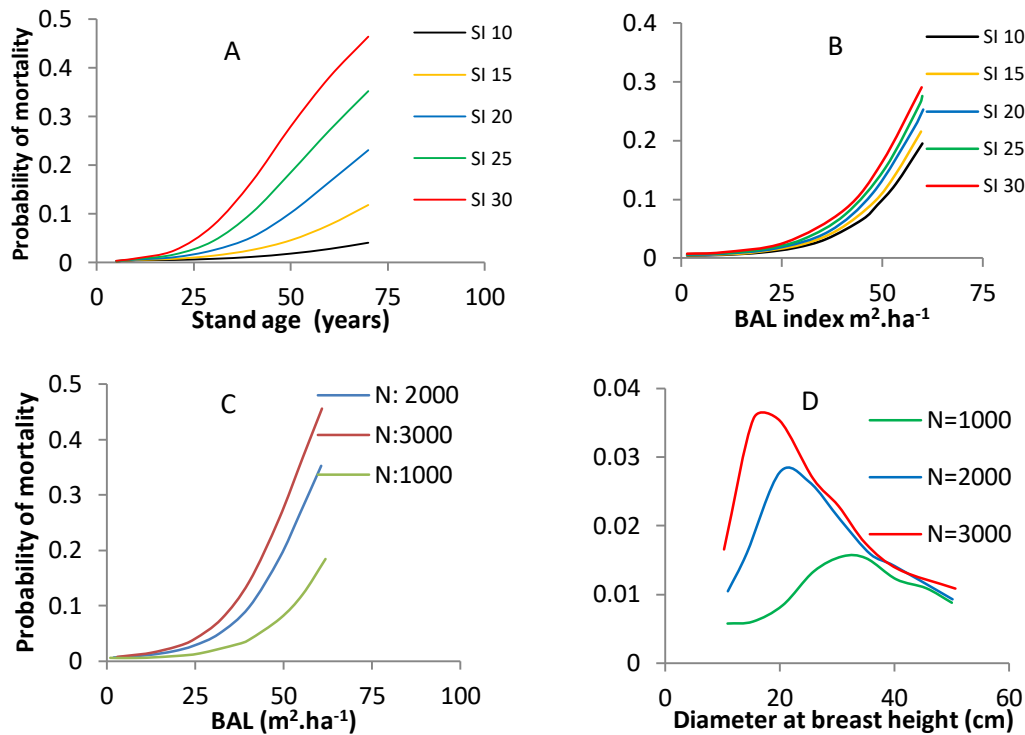 Probability of mortality
0.5
0.4
0.3
0.2
0.1
0
0
25
50
75
100
Stand age (years)
A
SI 10
SI 15
SI 20
SI 25
SI 30
0.4
0.3
0.2
0.1
0
0
25
50
75
BAL index m².ha⁻¹
B
SI 10
SI 15
SI 20
SI 25
SI 30
Probability of mortality
0.5
0.4
0.3
0.2
0.1
0
0
25
50
75
100
BAL (m².ha⁻¹)
C
N: 2000
N:3000
N:1000
0.04
0.03
0.02
0.01
0
0
20
40
60
Diameter at breast height (cm)
D
N=1000
N=2000
N=3000